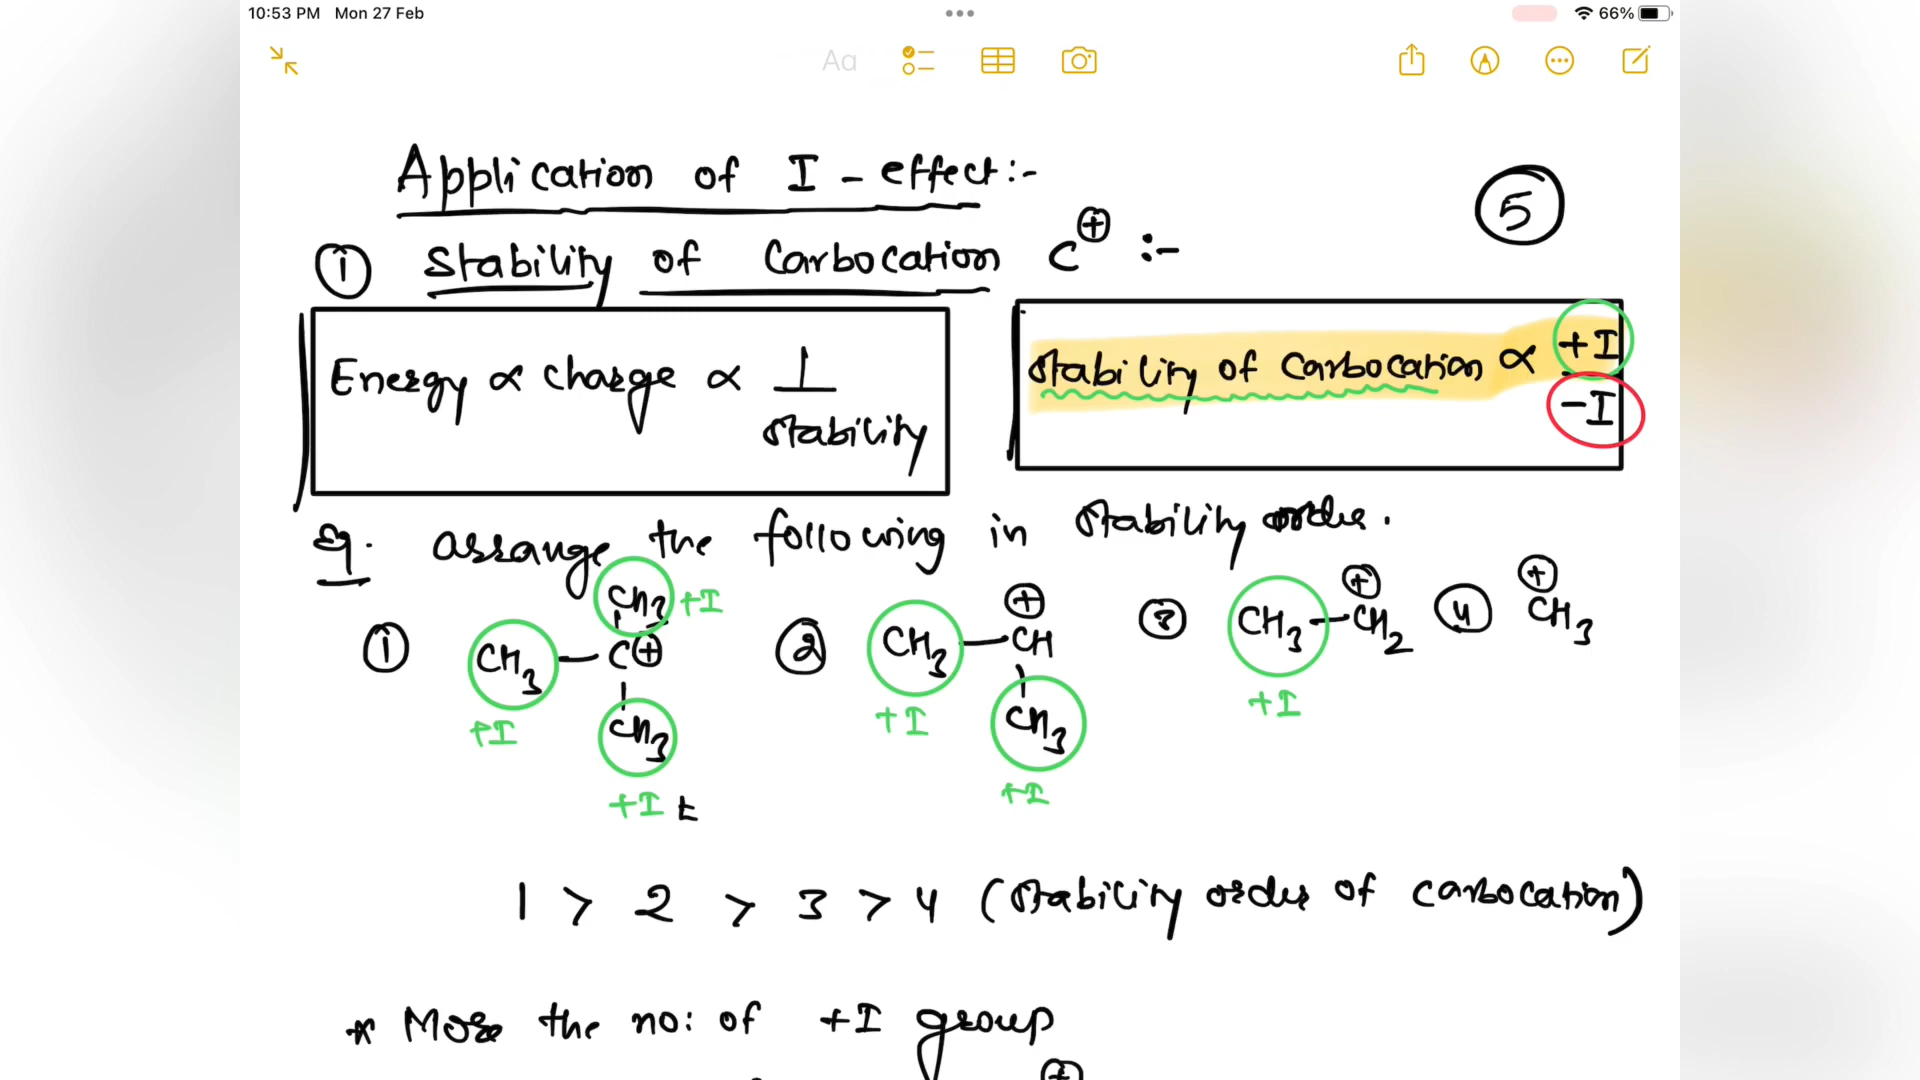 10:53 PM Mon 27 Feb
66%
Aa
Application of I - effect:-
5
① Stability of Carbocation C⊕ :-
Energy ∝ charge ∝ 1/stability
Stability of Carbocation ∝ +I/-I
Eg. arrange the following in stability order.
① CH3 - C⊕ CH3 CH3 +I +I +I t
② CH3 - CH⊕ CH3 +I +I
③ CH3 - CH2⊕ +I
④ CH3⊕
1 > 2 > 3 > 4 (Stability order of carbocation)
* More the no: of +I group